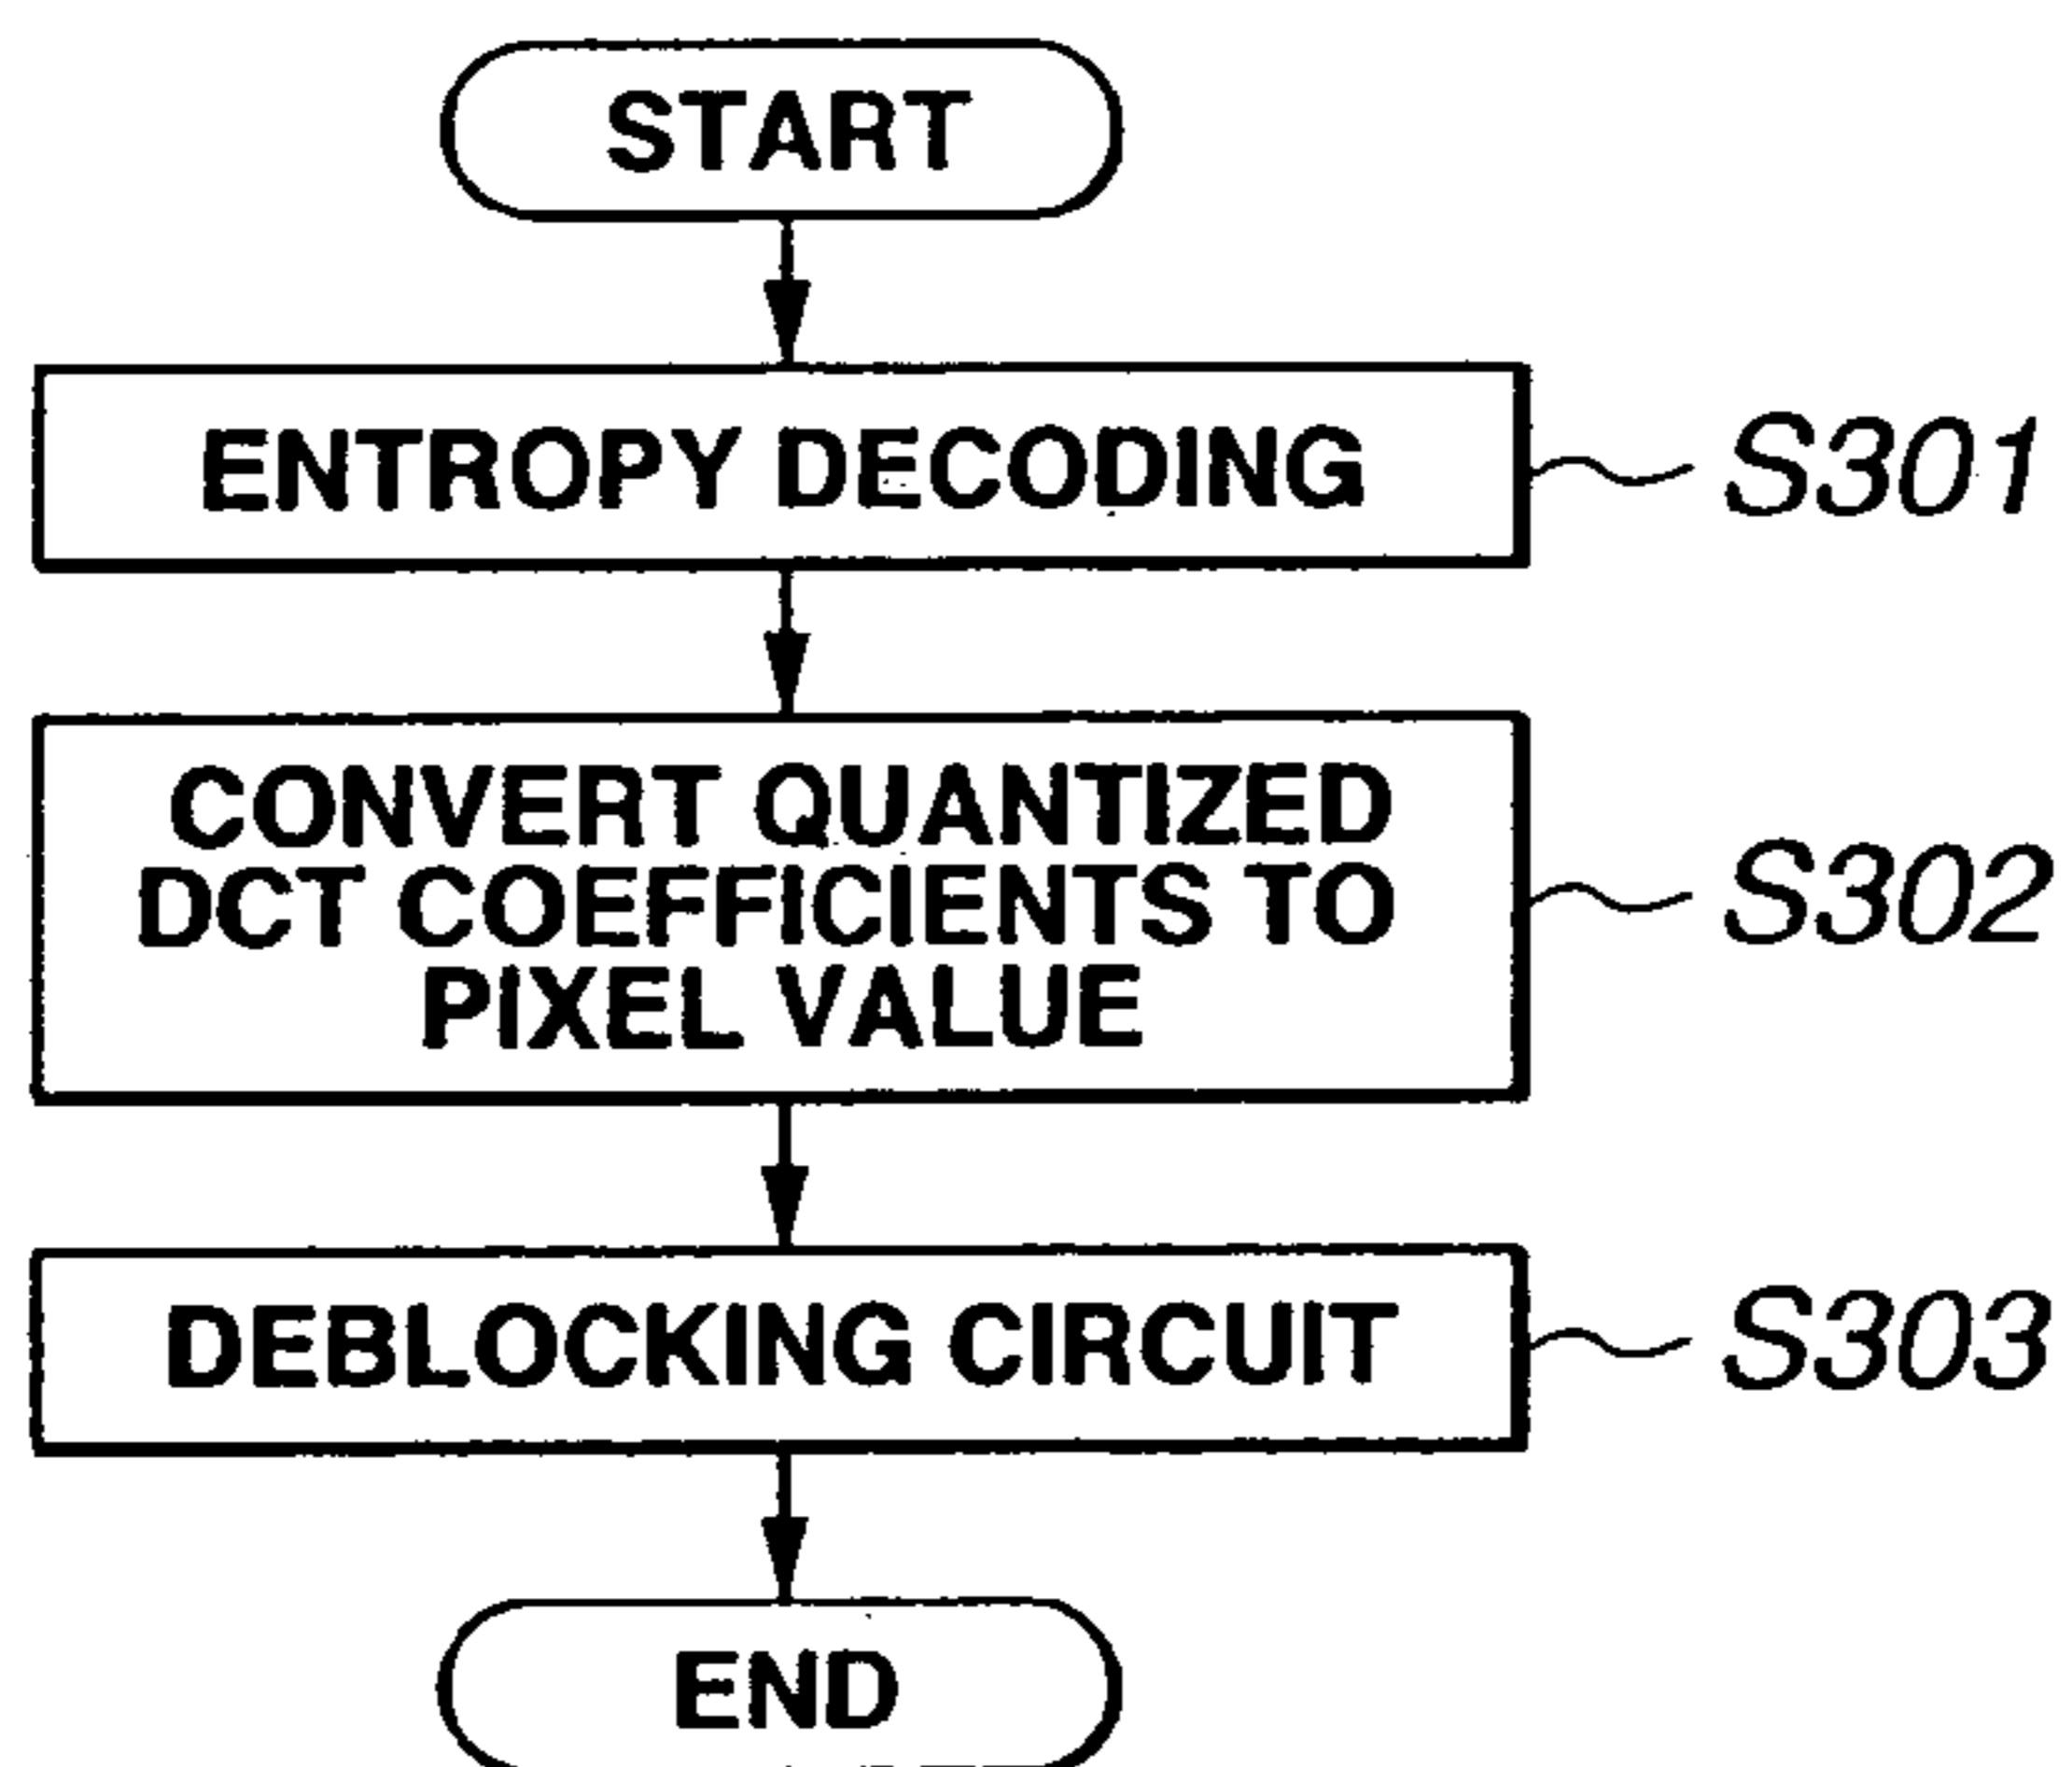 START
ENTROPY DECODING
S301
CONVERT QUANTIZED
DCT COEFFICIENTS TO
PIXEL VALUE
S302
DEBLOCKING CIRCUIT
S303
END